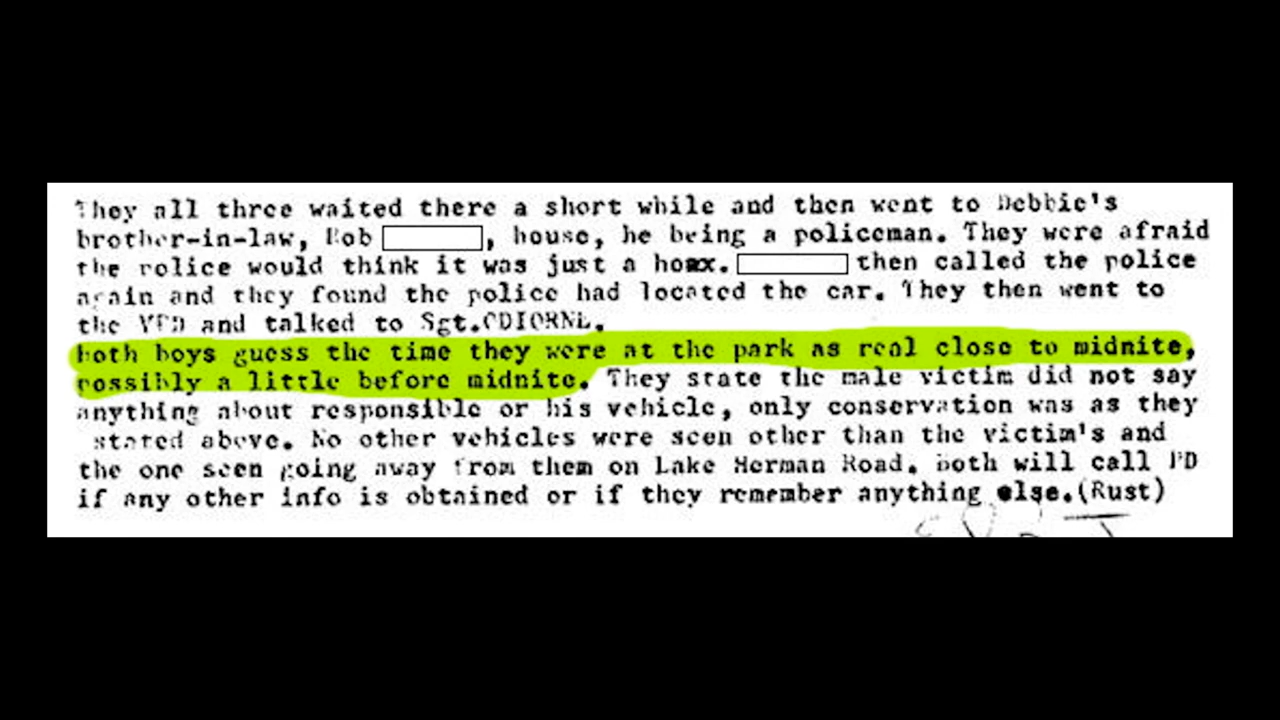 They all three waited there a short while and then went to Debbie's
brother-in-law, Bob , house, he being a policeman. They were afraid
the police would think it was just a hoax. then called the police
again and they found the police had located the car. They then went to
the VPD and talked to Sgt.ODIORNE.
Both boys guess the time they were at the park as real close to midnite,
possibly a little before midnite. They state the male victim did not say
anything about responsible or his vehicle, only conservation was as they
stated above. No other vehicles were seen other than the victim's and
the one seen going away from them on Lake Herman Road. Both will call PD
if any other info is obtained or if they remember anything else.(Rust)